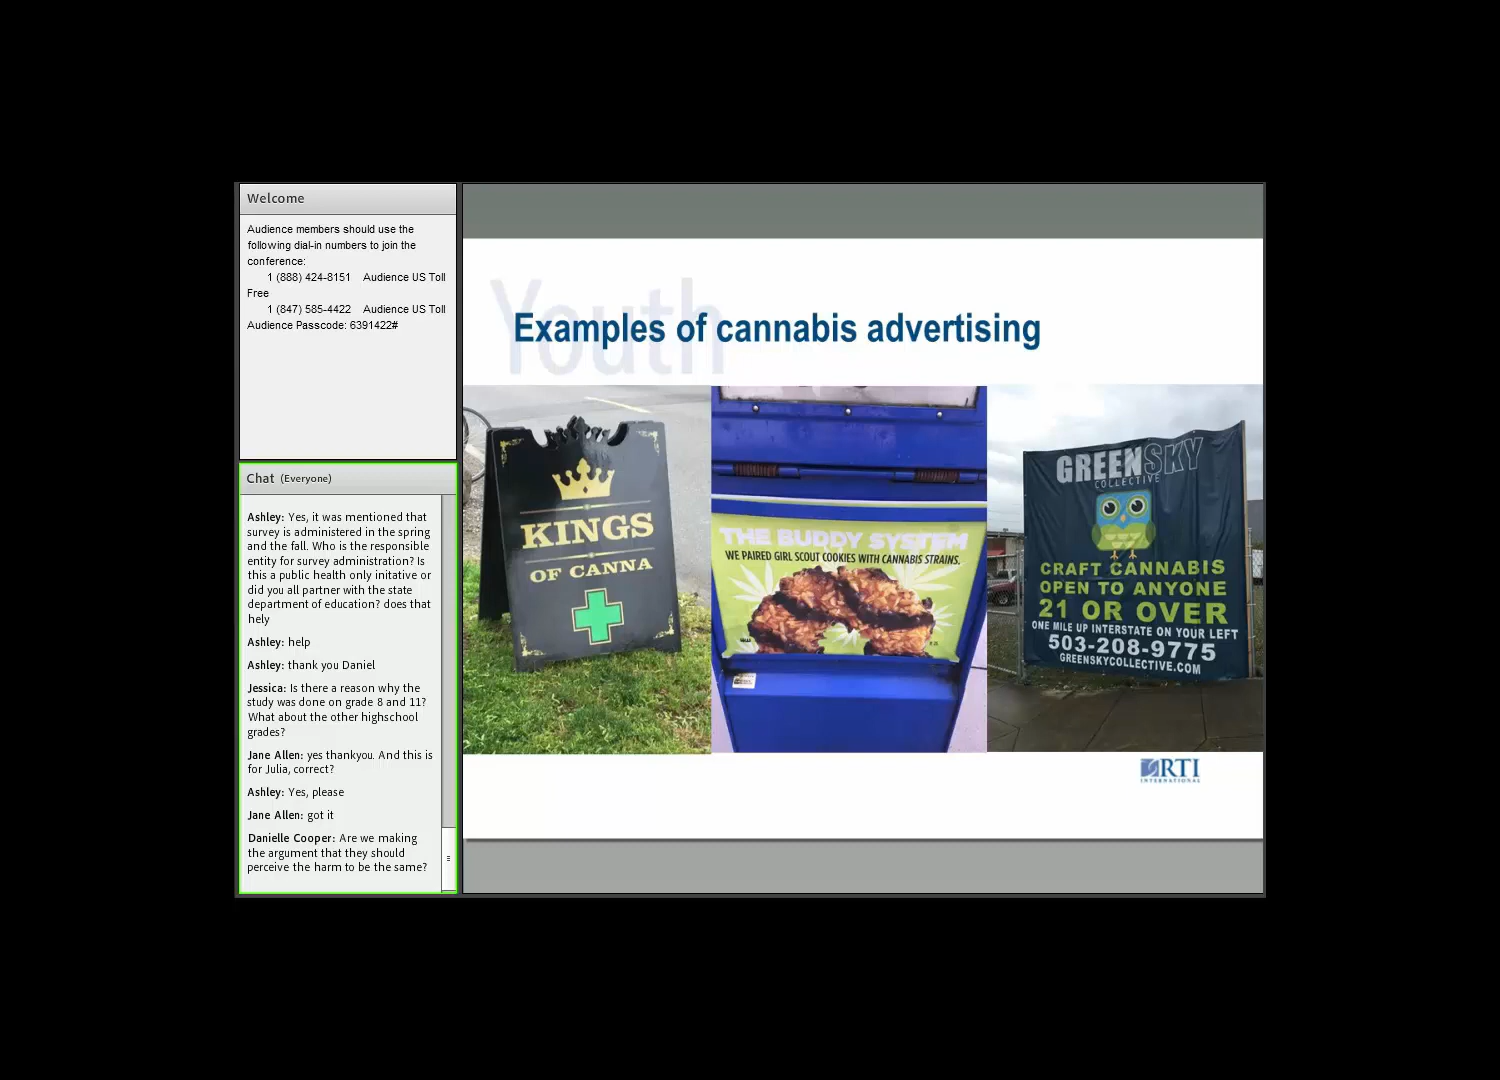 Welcome
Audience members should use the
following dial-in numbers to join the
conference:
1 (888) 424-8151 Audience US Toll
Free
1 (847) 585-4422 Audience US Toll
Audience Passcode: 6391422#
Chat (Everyone)
Ashley: Yes, it was mentioned that
survey is administered in the spring
and the fall. Who is the responsible
entity for survey administration? Is
this a public health only initative or
did you all partner with the state
department of education? does that
hely
Ashley: help
Ashley: thank you Daniel
Jessica: Is there a reason why the
study was done on grade 8 and 11?
What about the other highschool
grades?
Jane Allen: yes thankyou. And this is
for Julia, correct?
Ashley: Yes, please
Jane Allen: got it
Danielle Cooper: Are we making
the argument that they should
perceive the harm to be the same?
Youth
Examples of cannabis advertising
KINGS
OF CANNA
THE BUDDY SYSTEM
WE PAIRED GIRL SCOUT COOKIES WITH CANNABIS STRAINS.
GREENSKY
COLLECTIVE
CRAFT CANNABIS
OPEN TO ANYONE
21 OR OVER
ONE MILE UP INTERSTATE ON YOUR LEFT
503-208-9775
GREENSKYCOLLECTIVE.COM
RTI
INTERNATIONAL